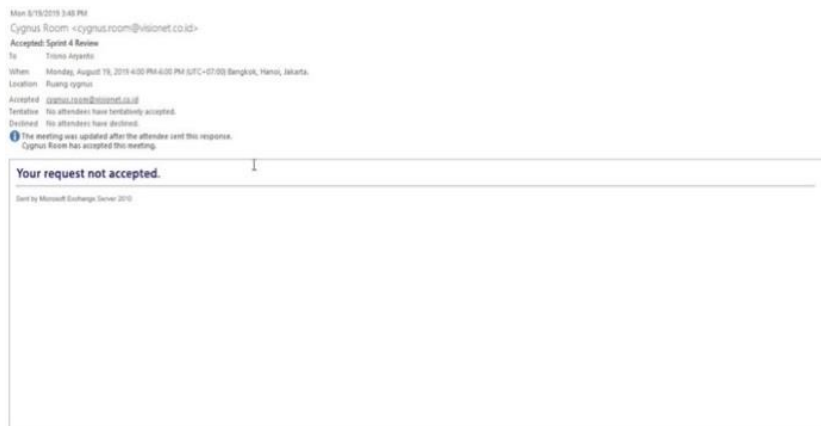 Mon 8/19/2019 3:48 PM
Cygnus Room <cygnus.room@visionet.co.id>
Accepted: Sprint 4 Review
To Trisno Aryanto
When Monday, August 19, 2019 4:00 PM-6:00 PM (UTC+07:00) Bangkok, Hanoi, Jakarta.
Location Ruang cygnus
Accepted cygnus.room@visionet.co.id
Tentative No attendees have tentatively accepted.
Declined No attendees have declined.
The meeting was updated after the attendee sent this response.
Cygnus Room has accepted this meeting.
Your request not accepted.
Sent by Microsoft Exchange Server 2010